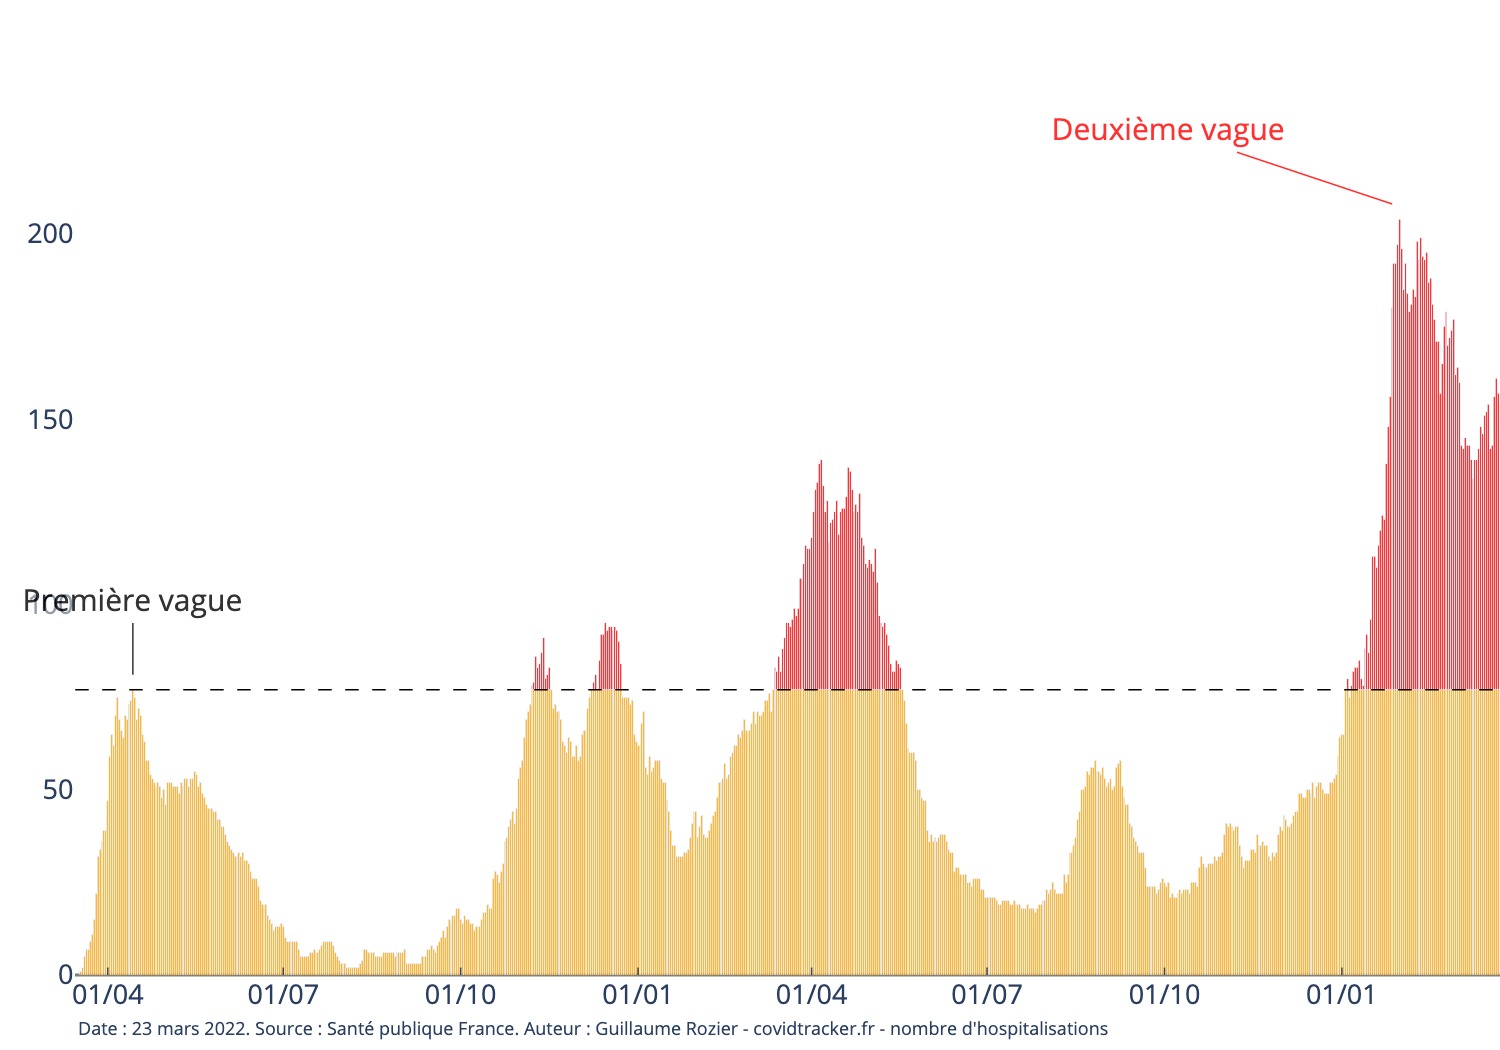 Deuxième vague
200
150
100
Première vague
50
0
01/04 01/07 01/10 01/01 01/04 01/07 01/10 01/01
Date : 23 mars 2022. Source : Santé publique France. Auteur : Guillaume Rozier - covidtracker.fr - nombre d'hospitalisations